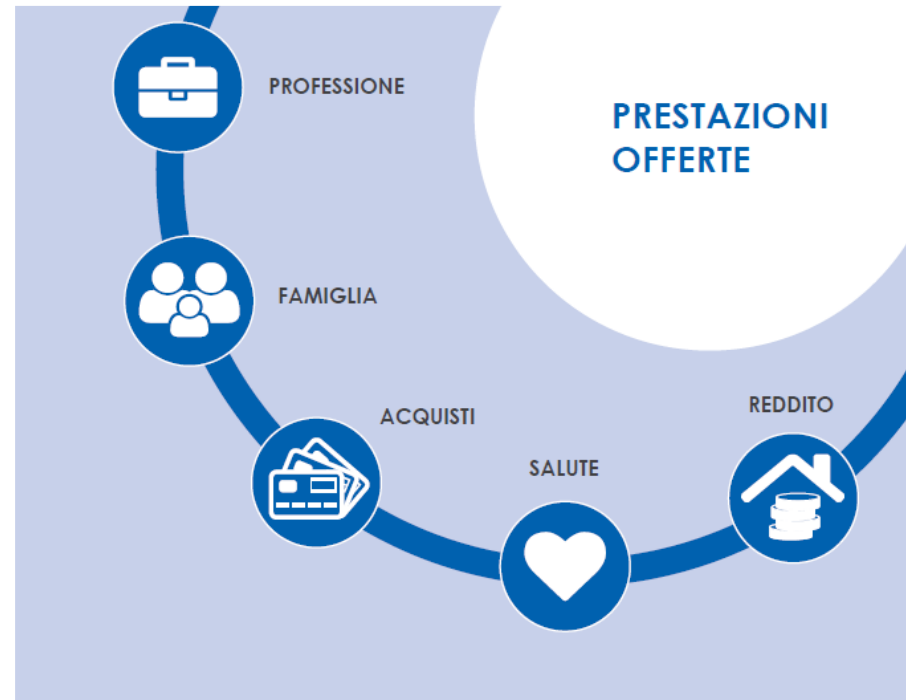 PROFESSIONE
PRESTAZIONI
OFFERTE
FAMIGLIA
ACQUISTI
SALUTE
REDDITO